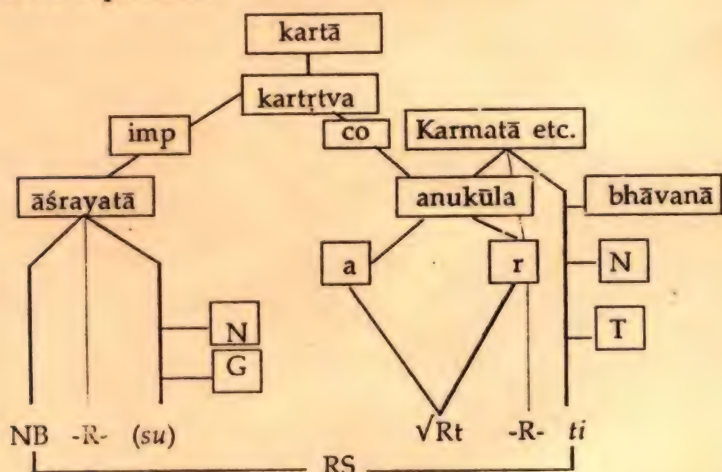 kartā
kartṛtva
imp
co
Karmatā etc.
āśrayatā
anukūla
bhāvanā
a
r
N
N
G
T
NB -R- (su) √Rt -R- ti
RS